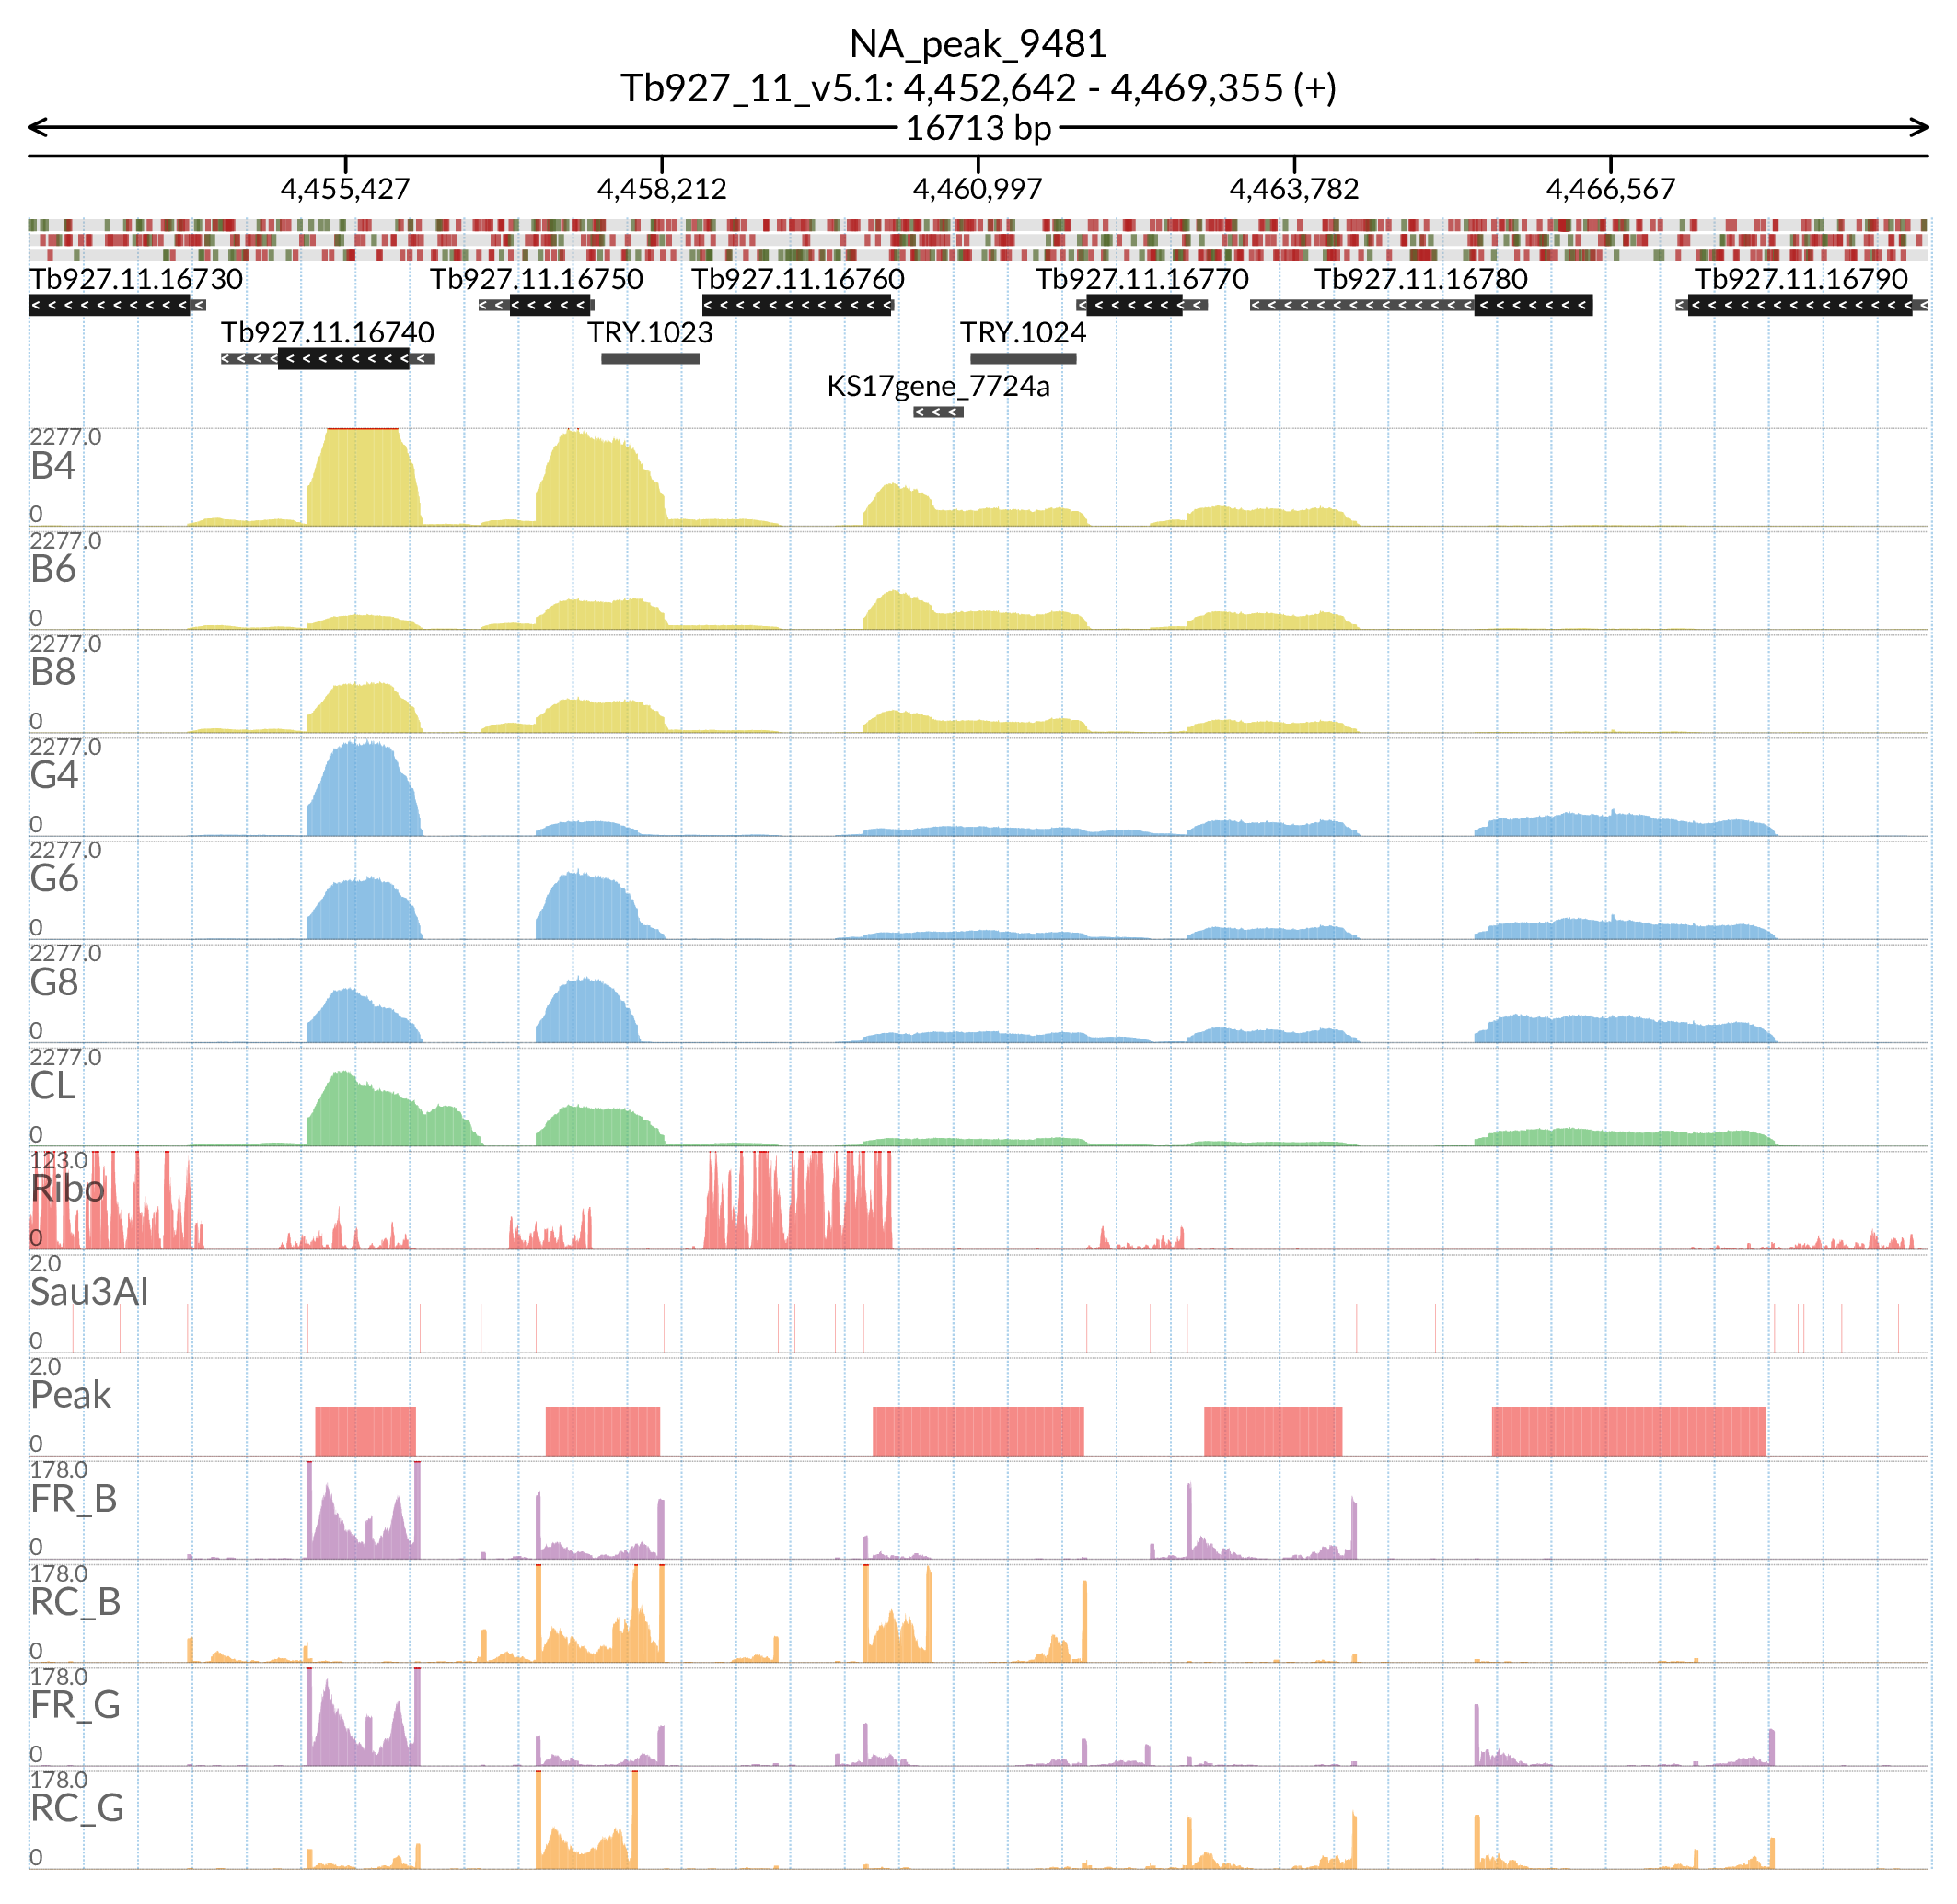 NA_peak_9481
Tb927_11_v5.1: 4,452,642 - 4,469,355 (+)
16713 bp
4,455,427 4,458,212 4,460,997 4,463,782 4,466,567
Tb927.11.16730 Tb927.11.16750 Tb927.11.16760 Tb927.11.16770 Tb927.11.16780 Tb927.11.16790
Tb927.11.16740 TRY.1023 TRY.1024
KS17gene_7724a
2277.0
B4
0
2277.0
B6
0
2277.0
B8
0
2277.0
G4
0
2277.0
G6
0
2277.0
G8
0
2277.0
CL
0
123.0
Ribo
0
2.0
Sau3AI
0
2.0
Peak
0
178.0
FR_B
0
178.0
RC_B
0
178.0
FR_G
0
178.0
RC_G
0